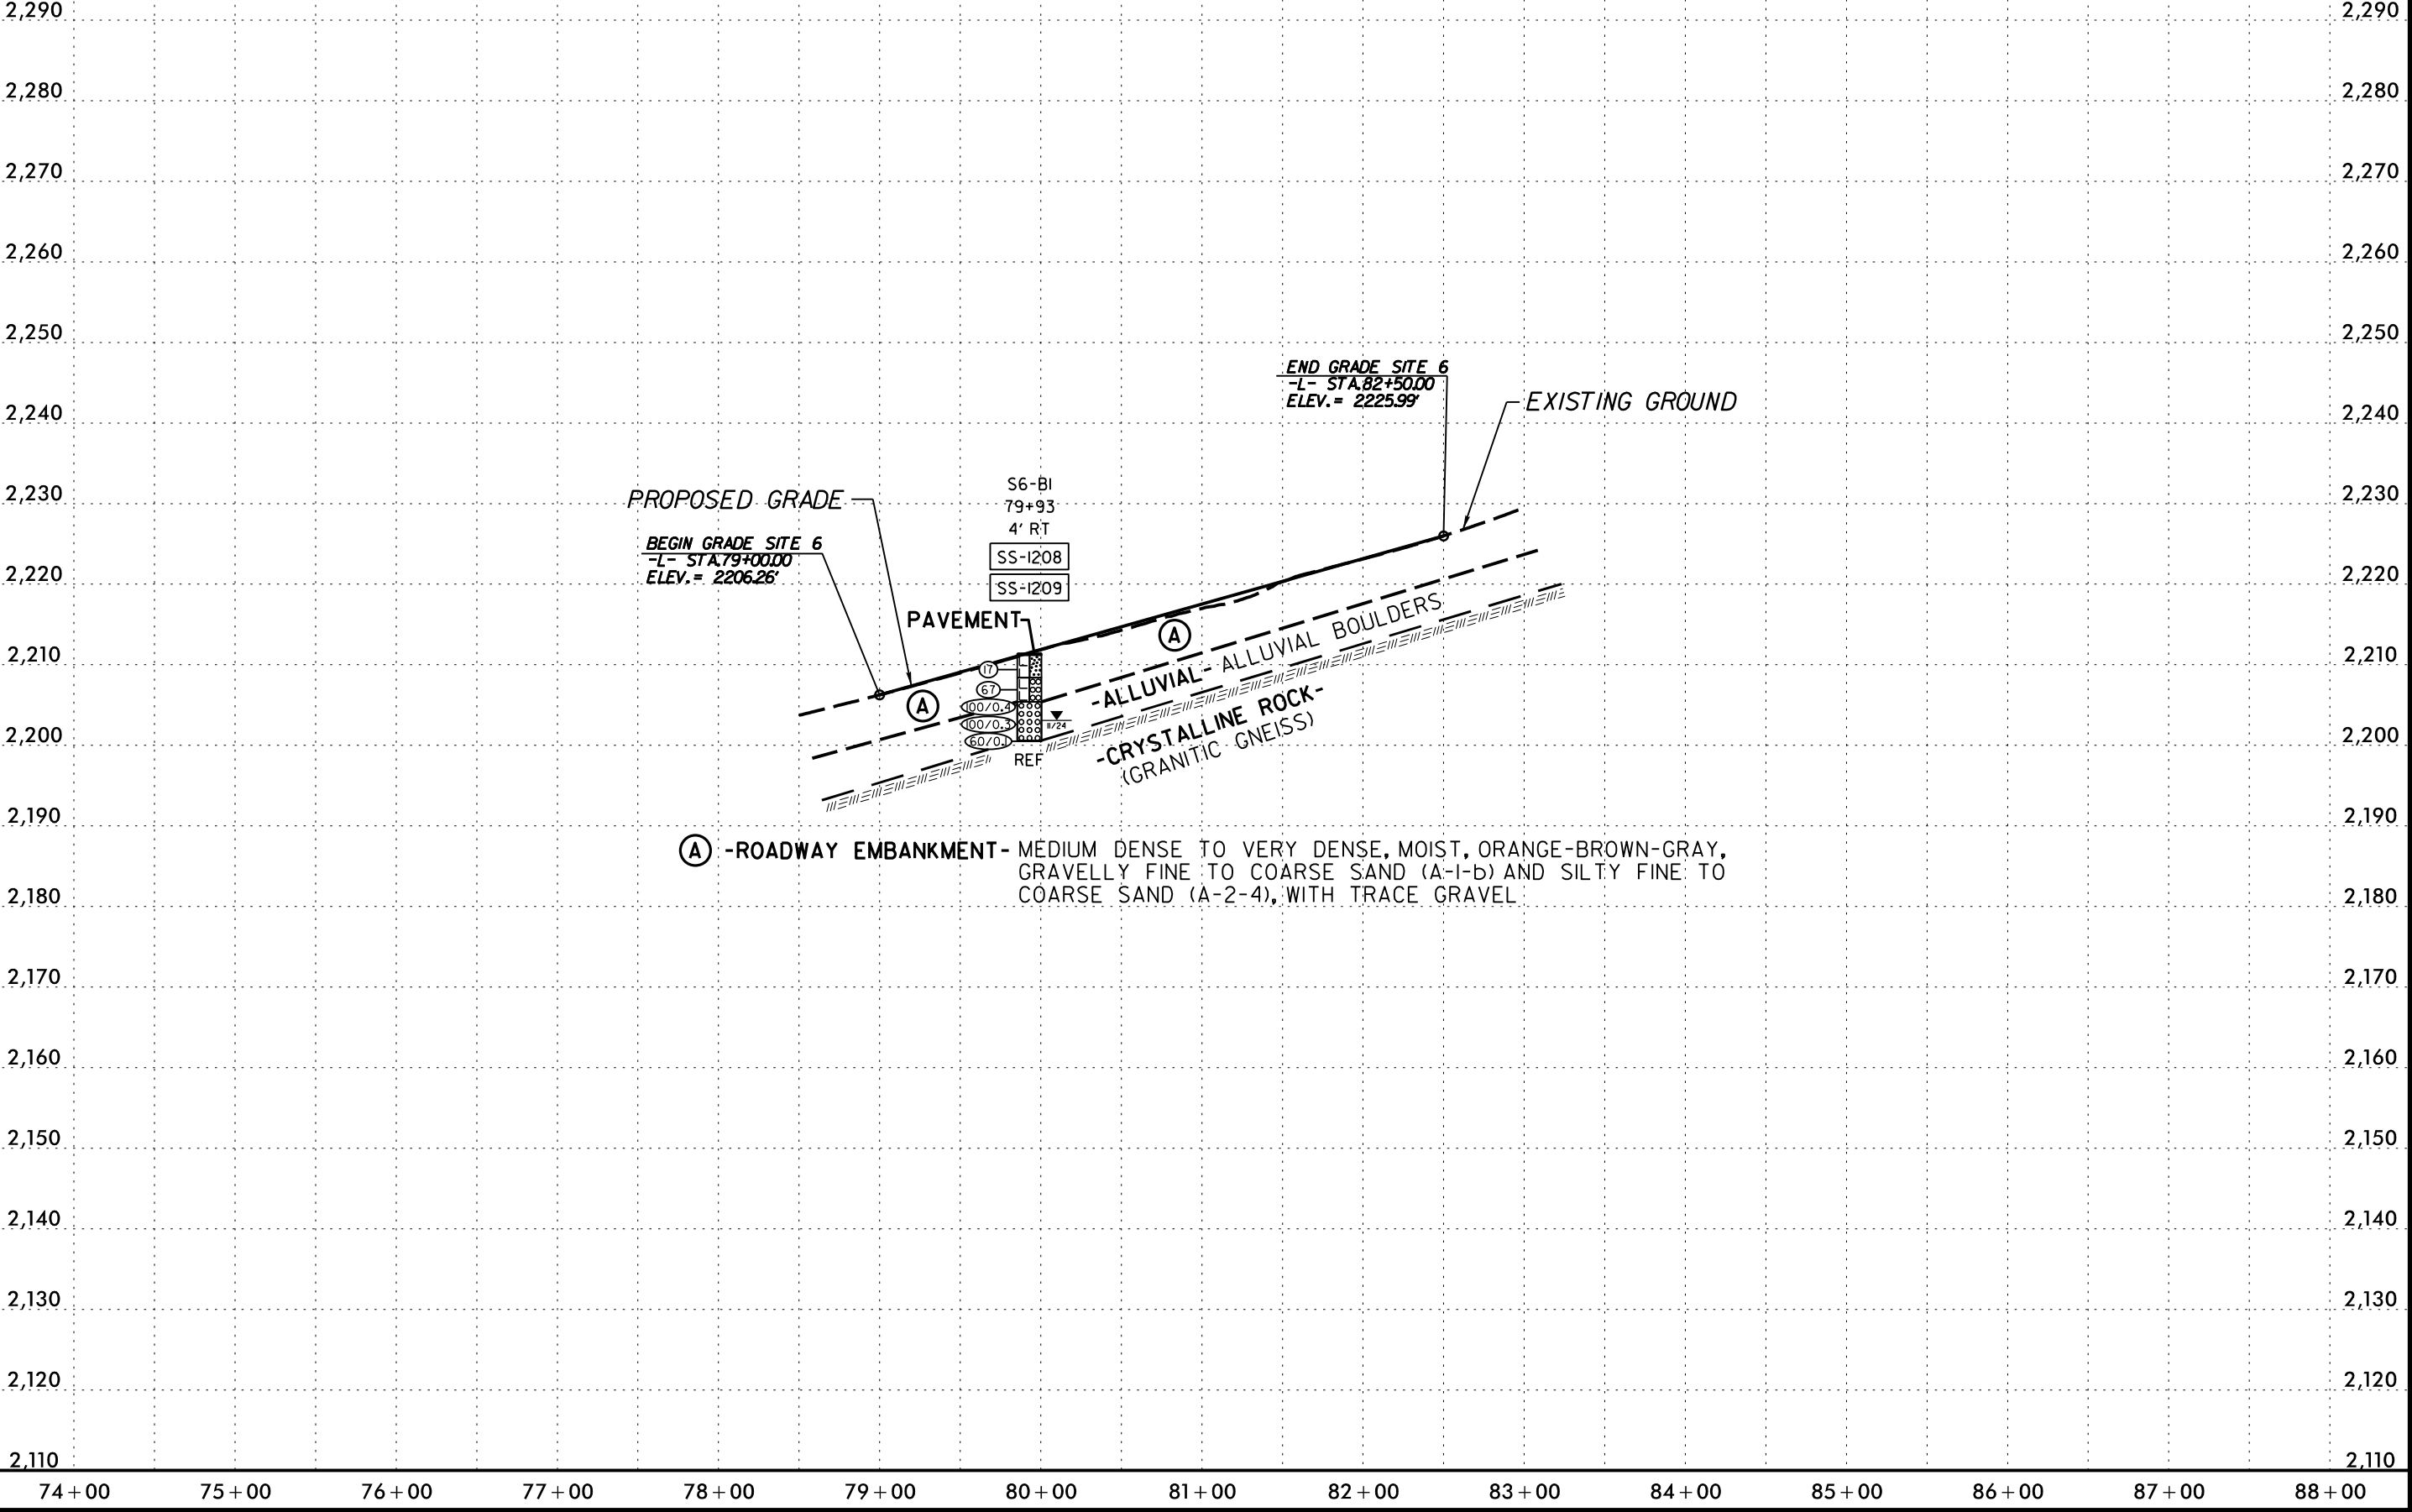 2,290 2,290
2,280 2,280
2,270 2,270
2,260 2,260
2,250 2,250
END GRADE SITE 6
-L- STA.82+50.00
ELEV. = 2225.99'
EXISTING GROUND
2,240 2,240
S6-B1
PROPOSED GRADE
2,230 2,230
79+93
4' RT
BEGIN GRADE SITE 6
-L- STA.79+00.00
ELEV. = 2206.26'
SS-1208
2,220 2,220
SS-1209
PAVEMENT
A
2,210 2,210
17
67
-ALLUVIAL- ALLUVIAL BOULDERS
A
100/0.4
100/0.3
11/24
60/0.1
2,200 2,200
REF
-CRYSTALLINE ROCK-
(GRANITIC GNEISS)
2,190 2,190
A -ROADWAY EMBANKMENT- MEDIUM DENSE TO VERY DENSE, MOIST, ORANGE-BROWN-GRAY,
GRAVELLY FINE TO COARSE SAND (A-1-b) AND SILTY FINE TO
COARSE SAND (A-2-4), WITH TRACE GRAVEL
2,180 2,180
2,170 2,170
2,160 2,160
2,150 2,150
2,140 2,140
2,130 2,130
2,120 2,120
2,110 2,110
74+00 75+00 76+00 77+00 78+00 79+00 80+00 81+00 82+00 83+00 84+00 85+00 86+00 87+00 88+00